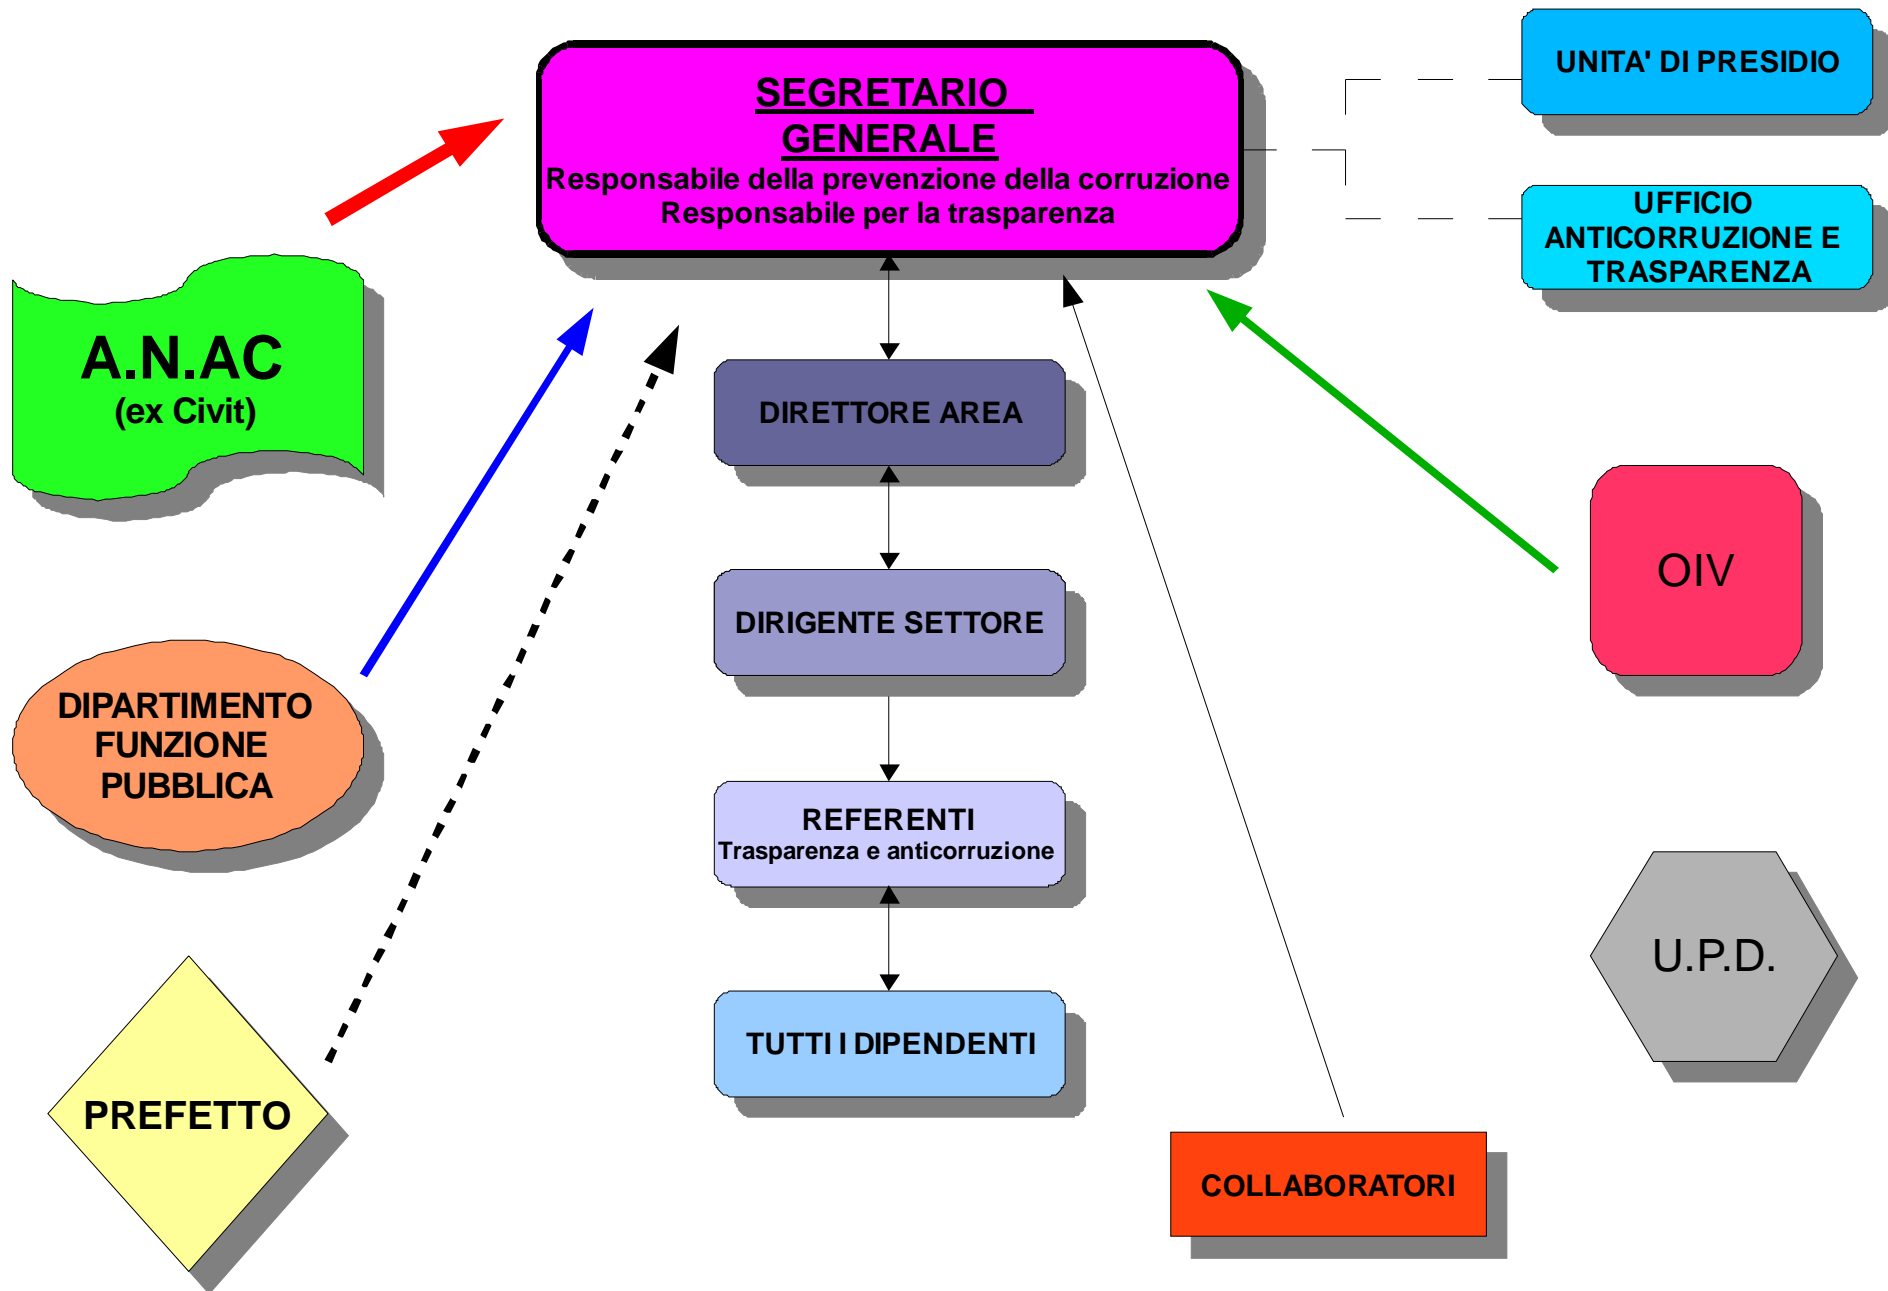 SEGRETARIO
GENERALE
Responsabile della prevenzione della corruzione
Responsabile per la trasparenza
UNITA' DI PRESIDIO
UFFICIO
ANTICORRUZIONE E
TRASPARENZA
A.N.AC
(ex Civit)
DIRETTORE AREA
OIV
DIRIGENTE SETTORE
DIPARTIMENTO
FUNZIONE
PUBBLICA
REFERENTI
Trasparenza e anticorruzione
U.P.D.
TUTTI I DIPENDENTI
PREFETTO
COLLABORATORI